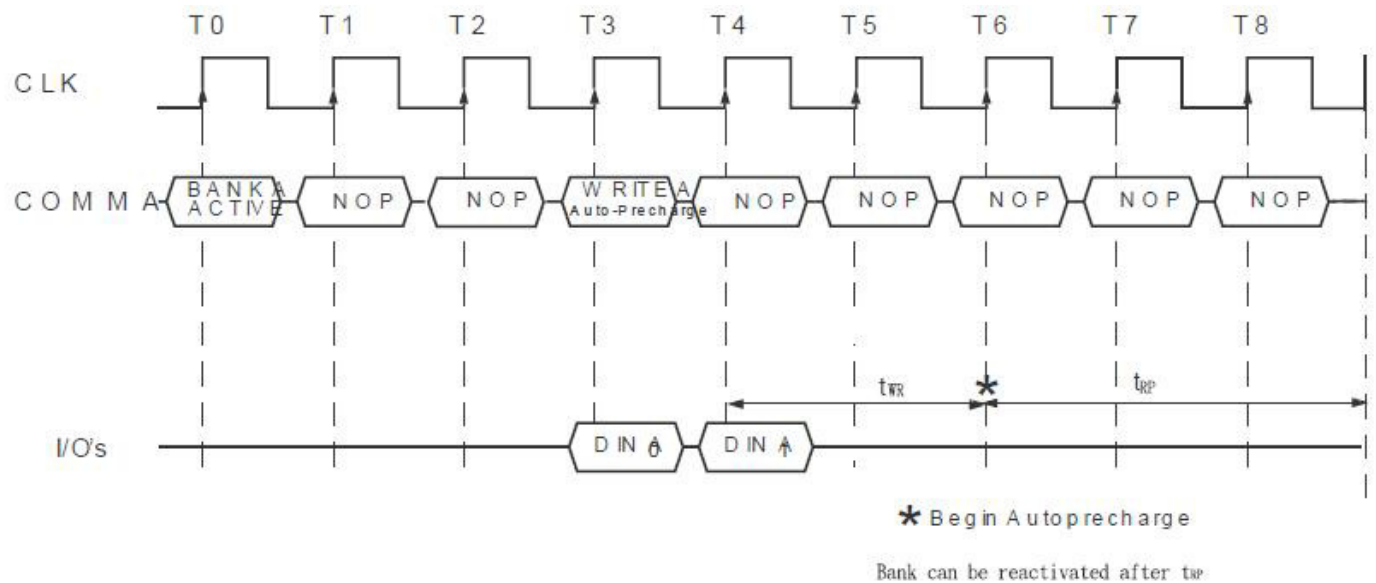 T0 T1 T2 T3 T4 T5 T6 T7 T8
CLK
COMMA
BANK A
ACTIVE
NOP
NOP
WRITE A
Auto-Precharge
NOP
NOP
NOP
NOP
NOP
tWR
*
tRP
I/O's
DIN A0
DIN A1
* Begin Autoprecharge
Bank can be reactivated after tRP